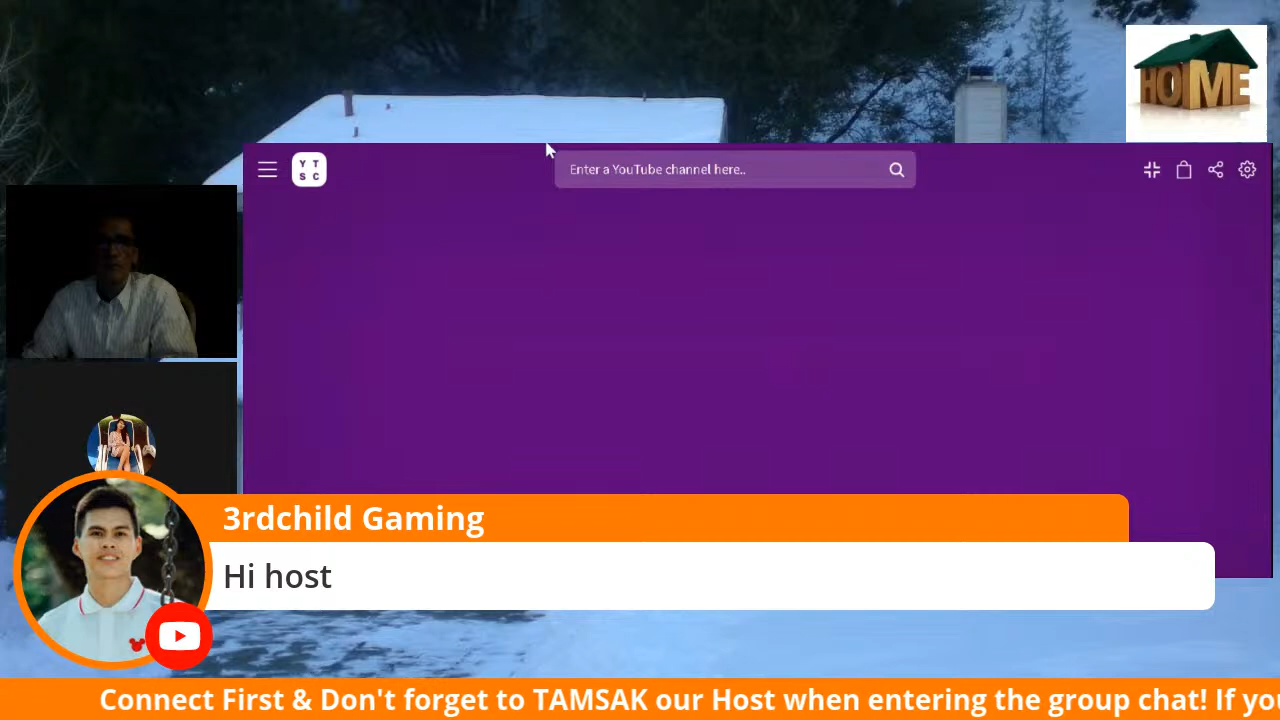 HOME
Y T
S C
Enter a YouTube channel here..
3rdchild Gaming
Hi host
Connect First & Don't forget to TAMSAK our Host when entering the group chat! If you